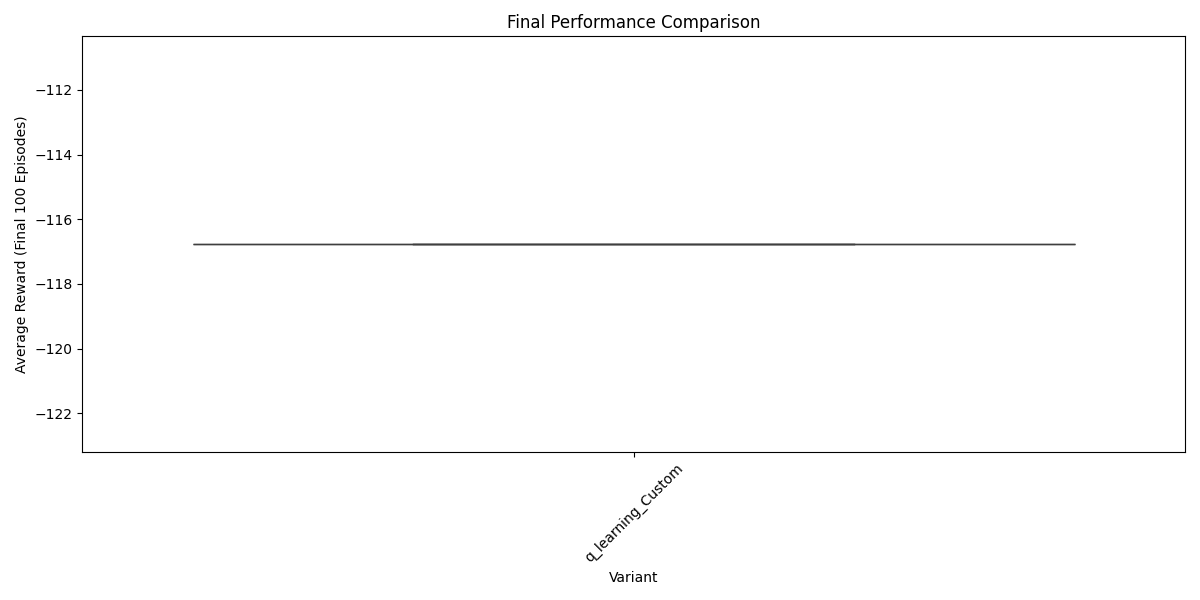 Final Performance Comparison
Average Reward (Final 100 Episodes)
−112
−114
−116
−118
−120
−122
q_learning_Custom
Variant